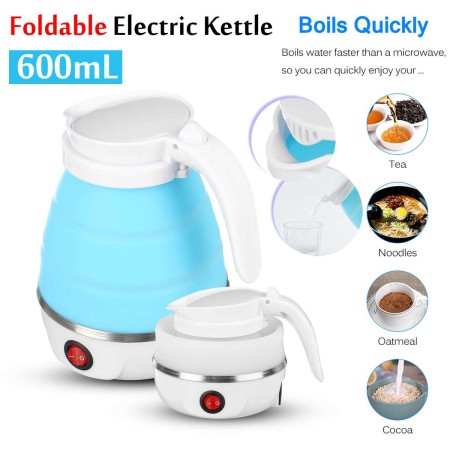 Foldable Electric Kettle
600mL
Boils Quickly
Boils water faster than a microwave,
so you can quickly enjoy your ...
Tea
Noodles
Oatmeal
Cocoa